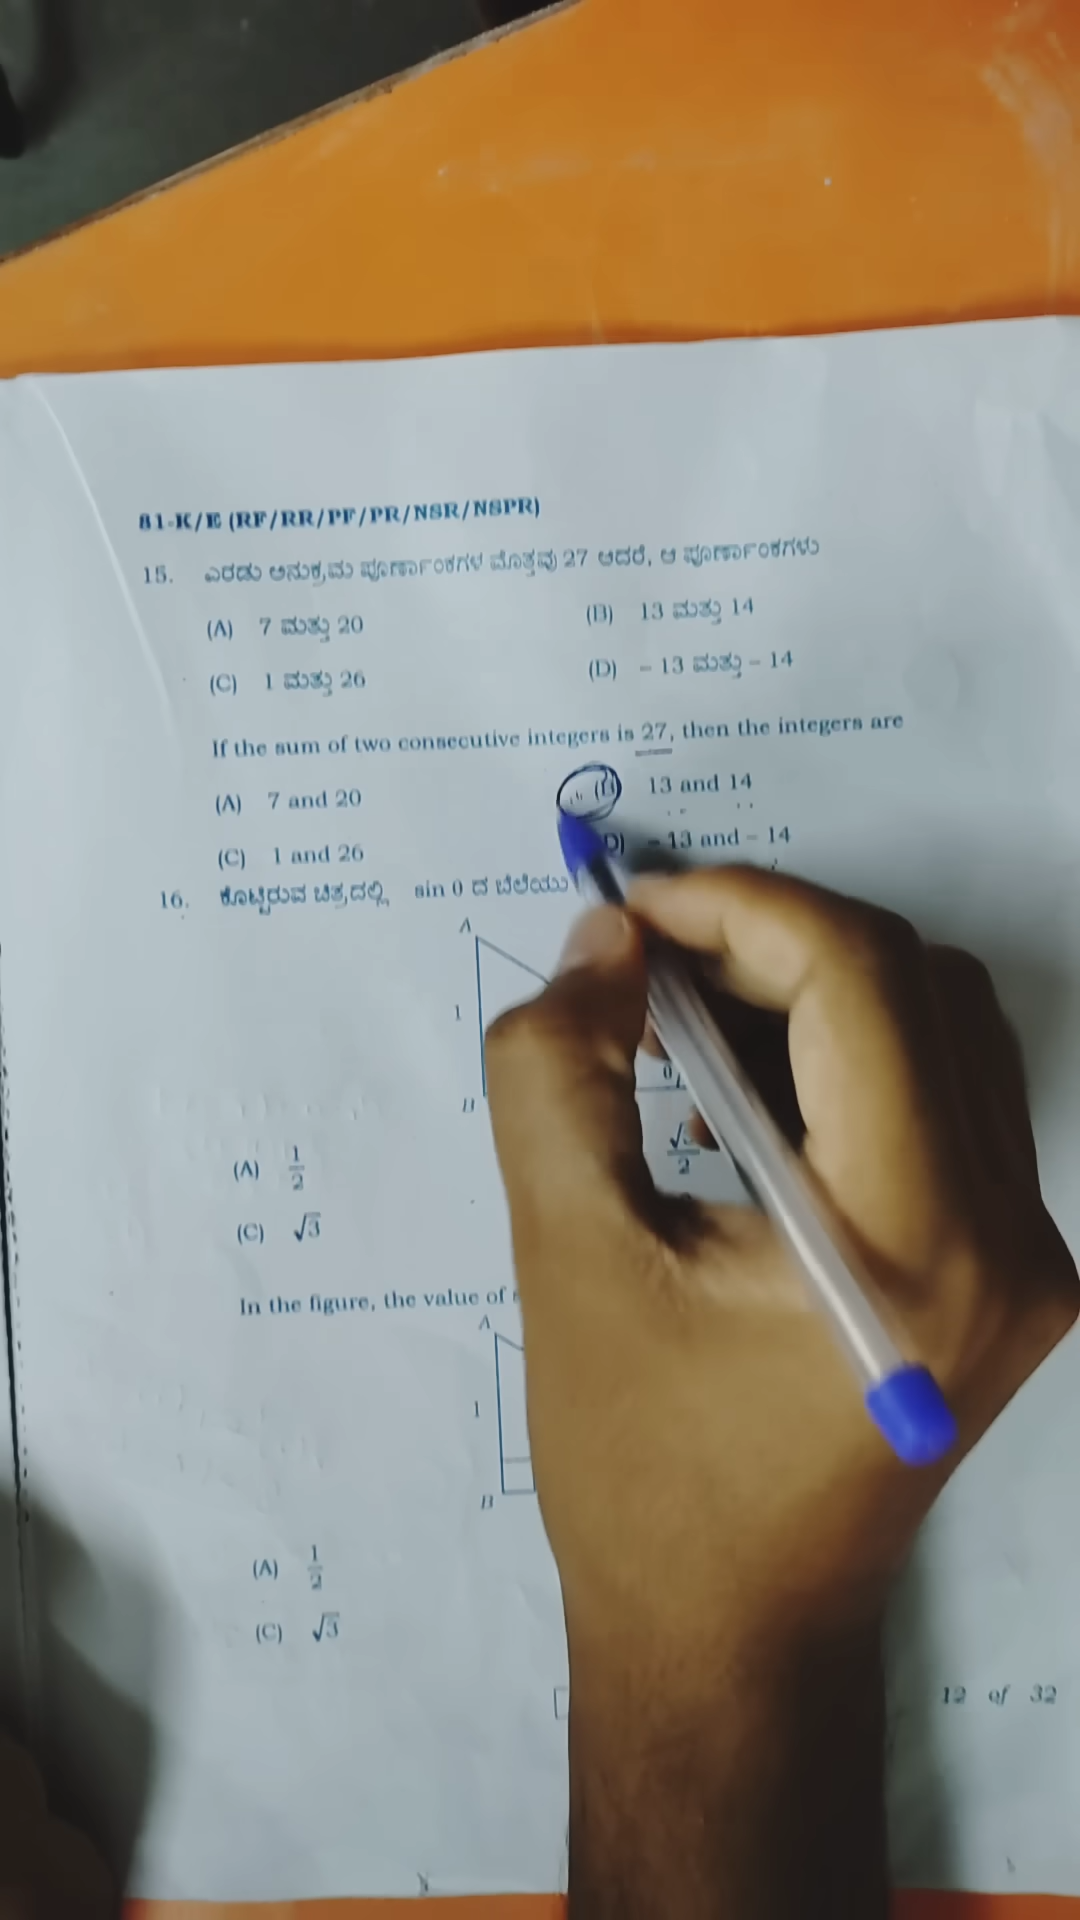 81-K/E (RF/RR/PF/PR/NSR/NSPR)
15. ಎರಡು ಅನುಕ್ರಮ ಪೂರ್ಣಾಂಕಗಳ ಮೊತ್ತವು 27 ಆದರೆ, ಆ ಪೂರ್ಣಾಂಕಗಳು
(A) 7 ಮತ್ತು 20 (B) 13 ಮತ್ತು 14
(C) 1 ಮತ್ತು 26 (D) – 13 ಮತ್ತು – 14
If the sum of two consecutive integers is 27, then the integers are
(A) 7 and 20 (B) 13 and 14
(C) 1 and 26 D) – 13 and – 14
16. ಕೊಟ್ಟಿರುವ ಚಿತ್ರದಲ್ಲಿ sin θ ದ ಬೆಲೆಯು
A
1
θ
B
(A) 1/2
(C) √3
In the figure, the value of
A
1
B
(A) 1/2
(C) √3
12 of 32